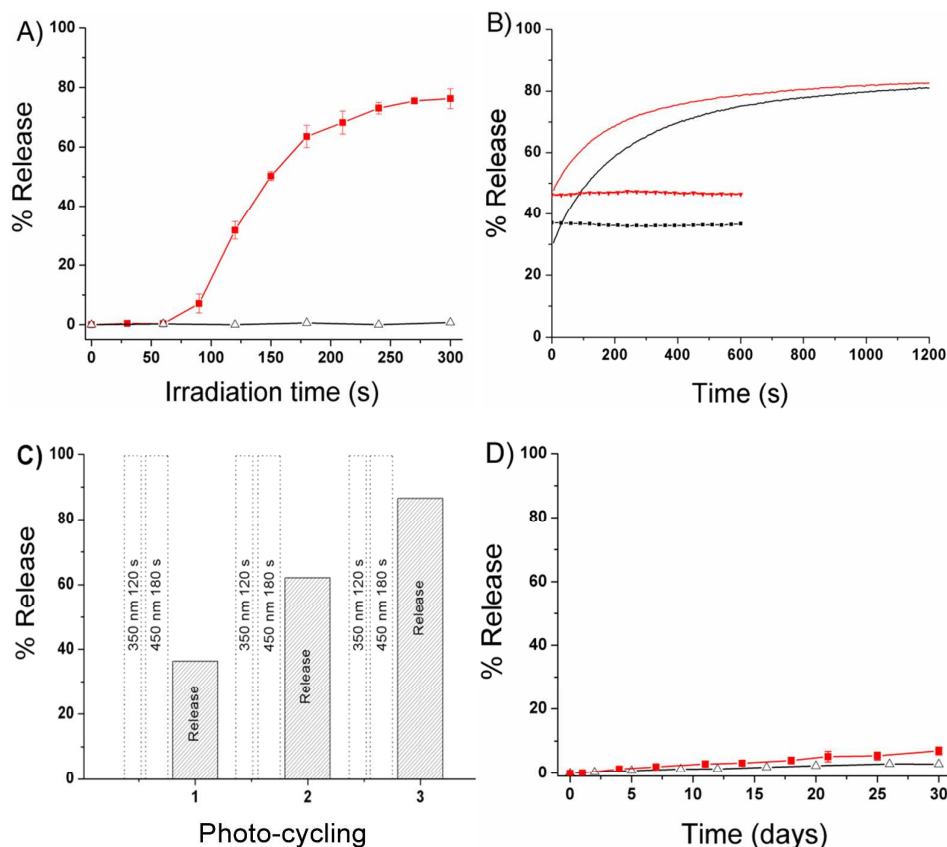 A)
% Release
100
80
60
40
20
0
0 50 100 150 200 250 300
Irradiation time (s)
B)
% Release
100
80
60
40
20
0
0 200 400 600 800 1000 1200
Time (s)
C)
% Release
100
80
60
40
20
0
350 nm 120 s
450 nm 180 s
Release
350 nm 120 s
450 nm 180 s
Release
350 nm 120 s
450 nm 180 s
Release
1 2 3
Photo-cycling
D)
% Release
100
80
60
40
20
0
0 5 10 15 20 25 30
Time (days)